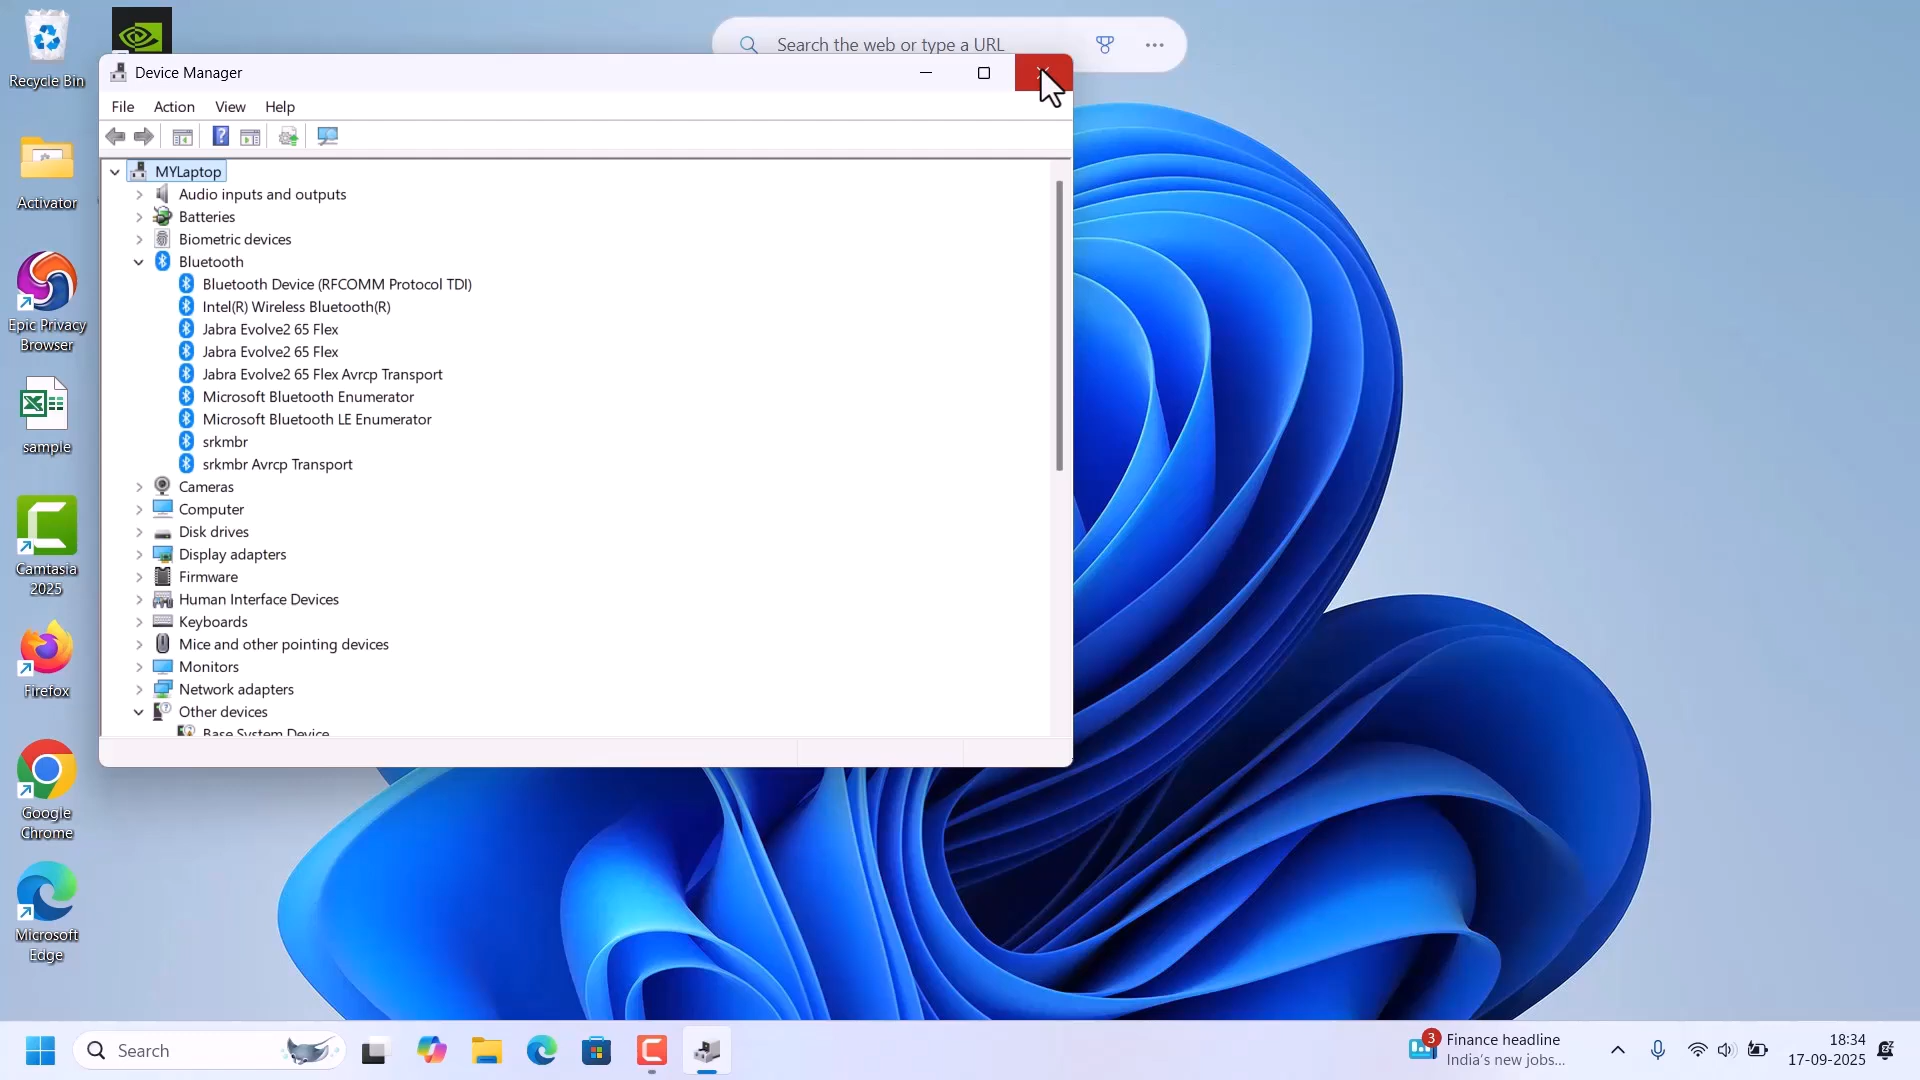 Recycle Bin
Activator
Epic Privacy
Browser
sample
Camtasia
2025
Firefox
Google
Chrome
Microsoft
Edge
Search the web or type a URL
Device Manager
File Action View Help
MYLaptop
Audio inputs and outputs
Batteries
Biometric devices
Bluetooth
Bluetooth Device (RFCOMM Protocol TDI)
Intel(R) Wireless Bluetooth(R)
Jabra Evolve2 65 Flex
Jabra Evolve2 65 Flex
Jabra Evolve2 65 Flex Avrcp Transport
Microsoft Bluetooth Enumerator
Microsoft Bluetooth LE Enumerator
srkmbr
srkmbr Avrcp Transport
Cameras
Computer
Disk drives
Display adapters
Firmware
Human Interface Devices
Keyboards
Mice and other pointing devices
Monitors
Network adapters
Other devices
Base System Device
Search
3
Finance headline
India's new jobs...
18:34
17-09-2025